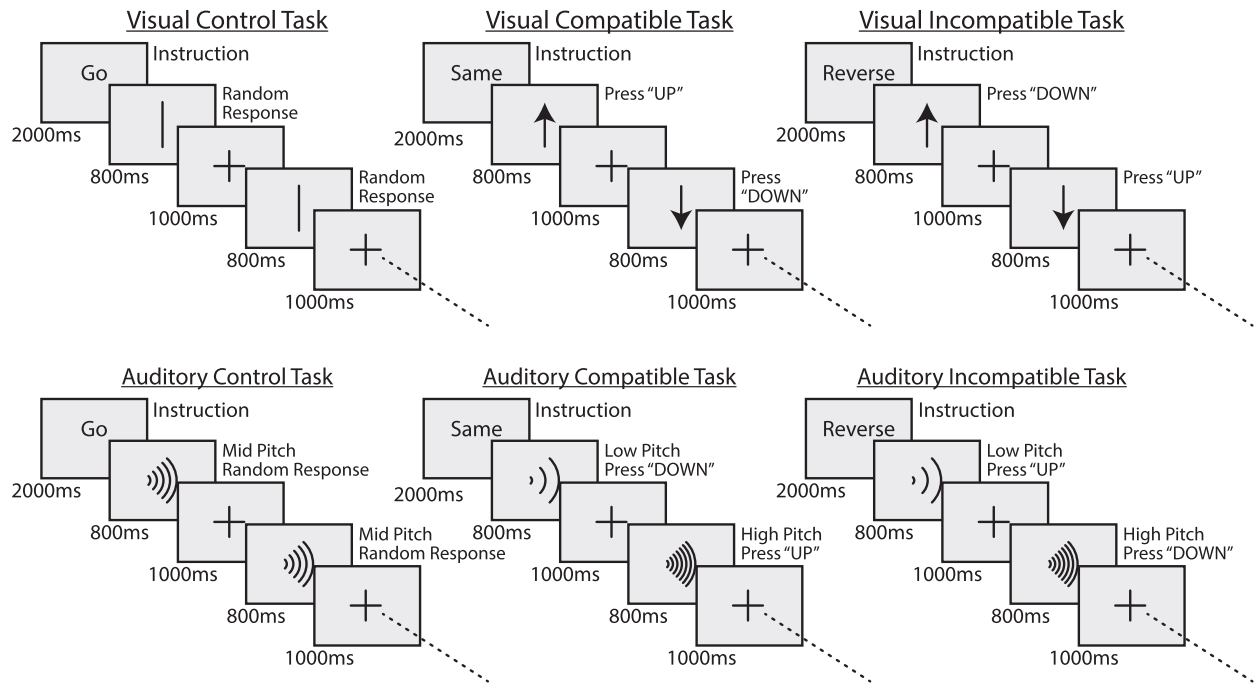 Visual Control Task
Go
Instruction
2000ms
Random
Response
800ms
1000ms
Random
Response
800ms
1000ms
Visual Compatible Task
Same
Instruction
2000ms
Press “UP”
800ms
1000ms
Press
“DOWN”
800ms
1000ms
Visual Incompatible Task
Reverse
Instruction
2000ms
Press “DOWN”
800ms
1000ms
Press “UP”
800ms
1000ms
Auditory Control Task
Go
Instruction
2000ms
Mid Pitch
Random Response
800ms
1000ms
Mid Pitch
Random Response
800ms
1000ms
Auditory Compatible Task
Same
Instruction
2000ms
Low Pitch
Press “DOWN”
800ms
1000ms
High Pitch
Press “UP”
800ms
1000ms
Auditory Incompatible Task
Reverse
Instruction
2000ms
Low Pitch
Press “UP”
800ms
1000ms
High Pitch
Press “DOWN”
800ms
1000ms